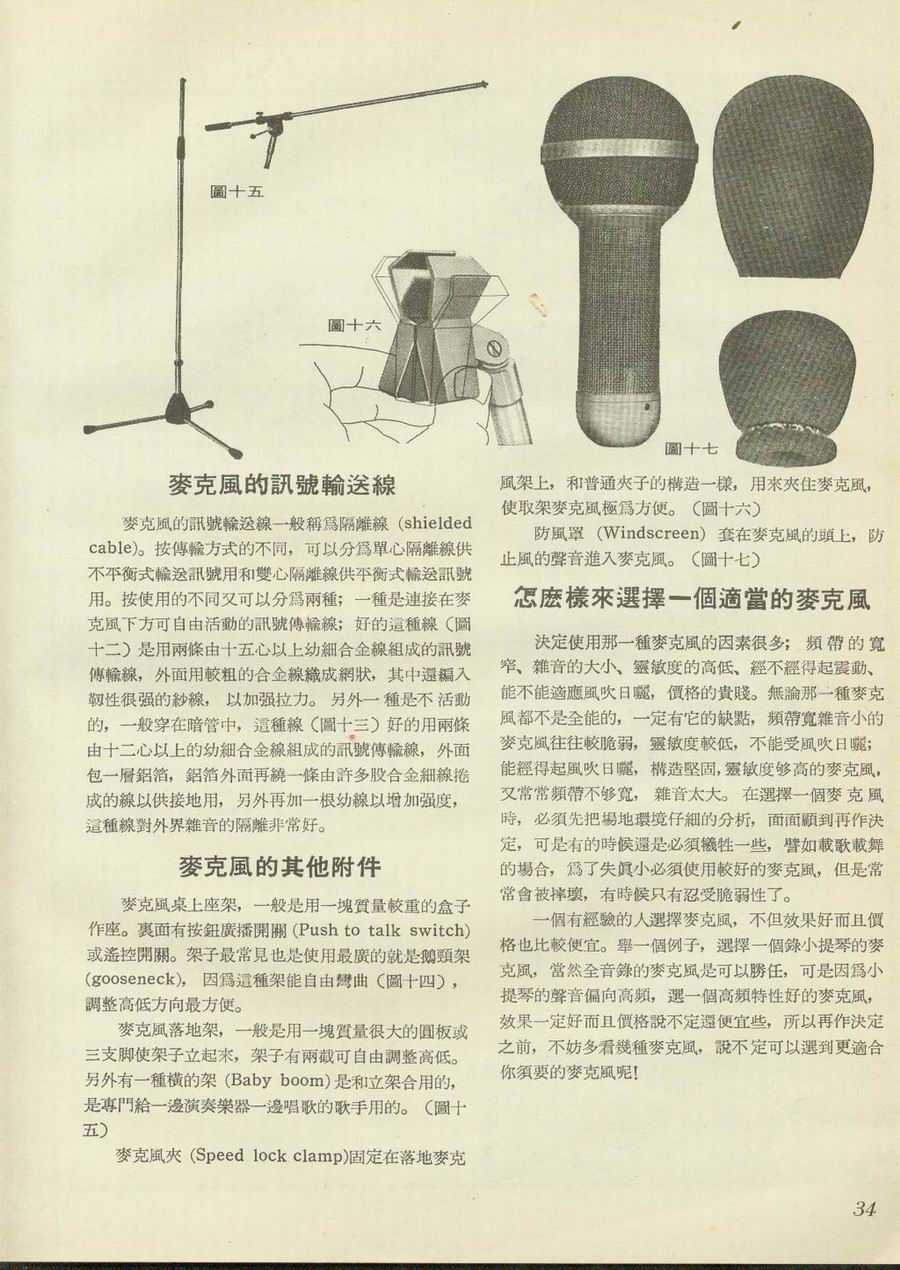 圖十五
圖十六
圖十七
麥克風的訊號輸送線
麥克風的訊號輸送線一般稱爲隔離線 (shielded
cable)。按傳輸方式的不同，可以分爲單心隔離線供
不平衡式輸送訊號用和雙心隔離線供平衡式輸送訊號
用。按使用的不同又可以分爲兩種；一種是連接在麥
克風下方可自由活動的訊號傳輸線；好的這種線（圖
十二）是用兩條由十五心以上幼細合金線組成的訊號
傳輸線，外面用較粗的合金線織成網狀，其中還編入
靱性很强的紗線，以加强拉力。另外一種是不活動
的，一般穿在暗管中，這種線（圖十三）好的用兩條
由十二心以上的幼細合金線組成的訊號傳輸線，外面
包一層鋁箔，鋁箔外面再繞一條由許多股合金細線捲
成的線以供接地用，另外再加一根幼線以增加强度，
這種線對外界雜音的隔離非常好。
麥克風的其他附件
麥克風桌上座架，一般是用一塊質量較重的盒子
作座。裏面有按鈕廣播開關 (Push to talk switch)
或遙控開關。架子最常見也是使用最廣的就是鵝頸架
(gooseneck)，因爲這種架能自由彎曲（圖十四），
調整高低方向最方便。
麥克風落地架，一般是用一塊質量很大的圓板或
三支脚使架子立起來，架子有兩截可自由調整高低。
另外有一種橫的架 (Baby boom) 是和立架合用的，
是專門給一邊演奏樂器一邊唱歌的歌手用的。（圖十
五）
麥克風夾 (Speed lock clamp)固定在落地麥克
風架上，和普通夾子的構造一樣，用來夾住麥克風，
使取架麥克風極爲方便。（圖十六）
防風罩 (Windscreen) 套在麥克風的頭上，防
止風的聲音進入麥克風。（圖十七）
怎麽樣來選擇一個適當的麥克風
決定使用那一種麥克風的因素很多；頻帶的寬
窄、雜音的大小、靈敏度的高低、經不經得起震動、
能不能適應風吹日曬，價格的貴賤。無論那一種麥克
風都不是全能的，一定有它的缺點，頻帶寬雜音小的
麥克風往往較脆弱，靈敏度較低，不能受風吹日曬；
能經得起風吹日曬，構造堅固，靈敏度够高的麥克風，
又常常頻帶不够寬，雜音太大。在選擇一個麥克風
時，必須先把場地環境仔細的分析，面面顧到再作決
定，可是有的時候還是必須犧牲一些，譬如載歌載舞
的場合，爲了失眞小必須使用較好的麥克風，但是常
常會被摔壞，有時候只有忍受脆弱性了。
一個有經驗的人選擇麥克風，不但效果好而且價
格也比較便宜。舉一個例子，選擇一個錄小提琴的麥
克風，當然全音錄的麥克風是可以勝任，可是因爲小
提琴的聲音偏向高頻，選一個高頻特性好的麥克風，
效果一定好而且價格說不定還便宜些，所以再作決定
之前，不妨多看幾種麥克風，說不定可以選到更適合
你須要的麥克風呢！
34